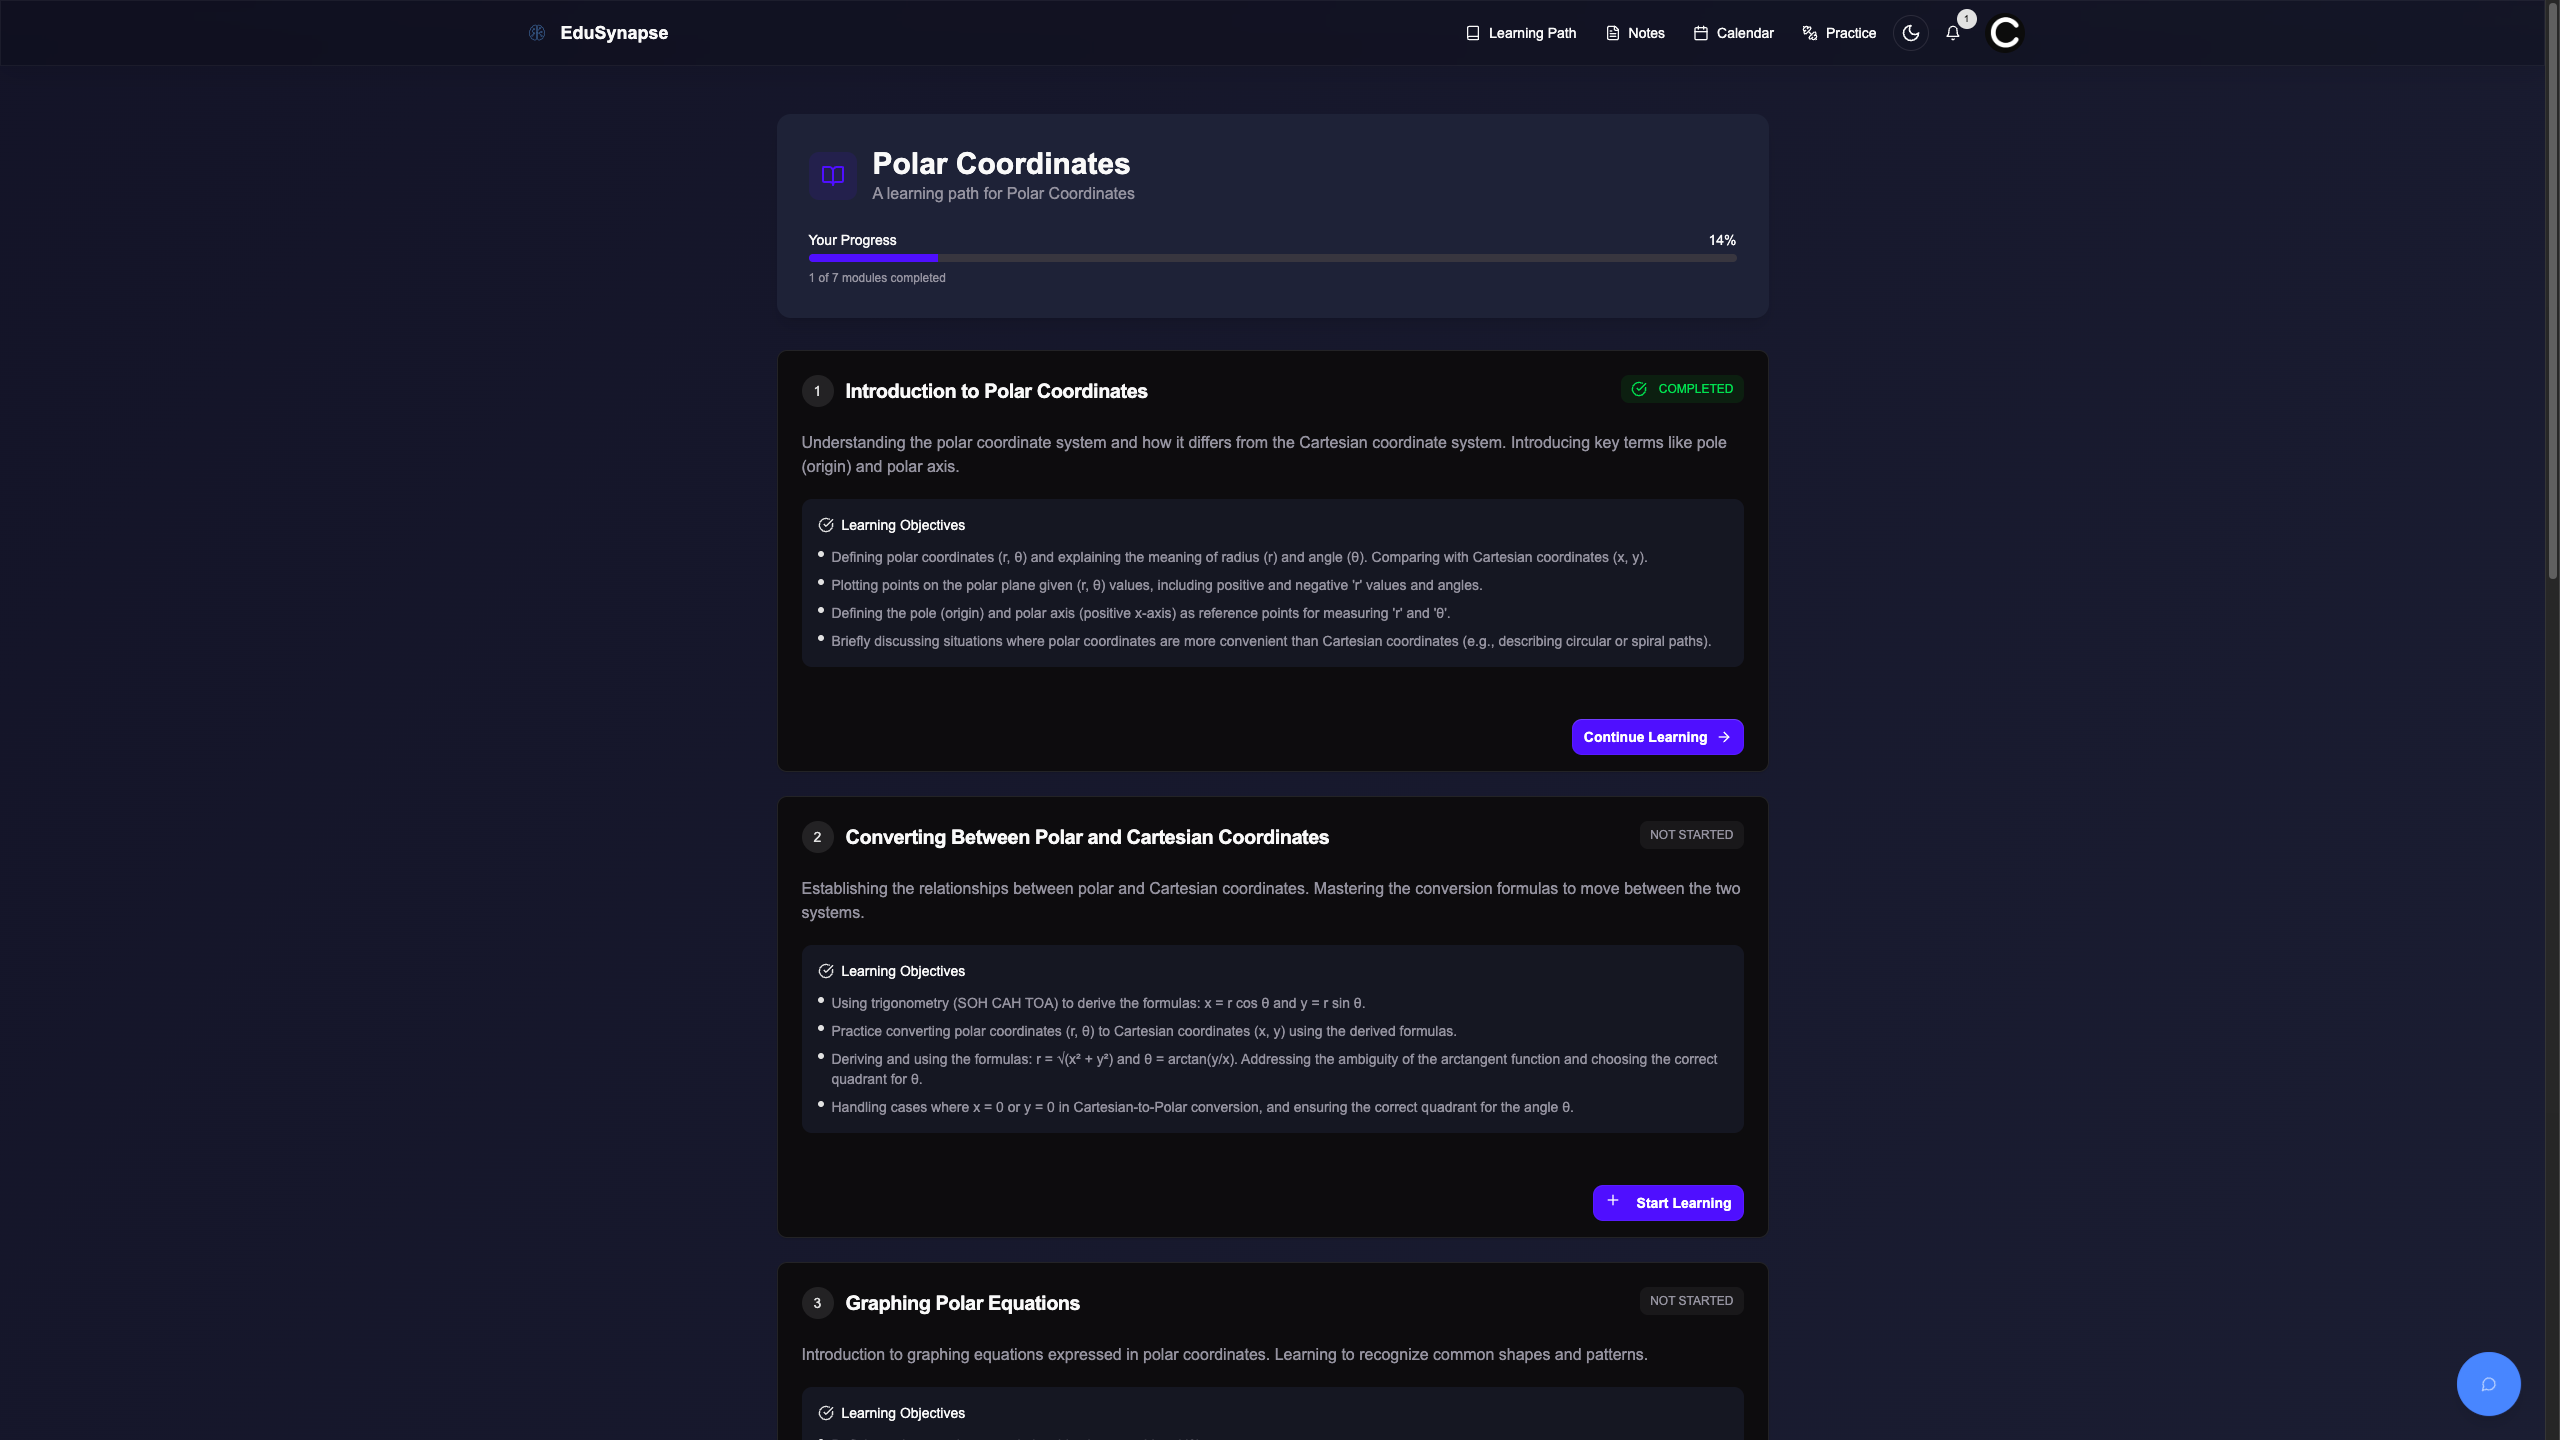 EduSynapse
Learning Path
Notes
Calendar
Practice
1
Polar Coordinates
A learning path for Polar Coordinates
Your Progress
14%
1 of 7 modules completed
1
Introduction to Polar Coordinates
COMPLETED
Understanding the polar coordinate system and how it differs from the Cartesian coordinate system. Introducing key terms like pole
(origin) and polar axis.
Learning Objectives
Defining polar coordinates (r, θ) and explaining the meaning of radius (r) and angle (θ). Comparing with Cartesian coordinates (x, y).
Plotting points on the polar plane given (r, θ) values, including positive and negative 'r' values and angles.
Defining the pole (origin) and polar axis (positive x-axis) as reference points for measuring 'r' and 'θ'.
Briefly discussing situations where polar coordinates are more convenient than Cartesian coordinates (e.g., describing circular or spiral paths).
Continue Learning
2
Converting Between Polar and Cartesian Coordinates
NOT STARTED
Establishing the relationships between polar and Cartesian coordinates. Mastering the conversion formulas to move between the two
systems.
Learning Objectives
Using trigonometry (SOH CAH TOA) to derive the formulas: x = r cos θ and y = r sin θ.
Practice converting polar coordinates (r, θ) to Cartesian coordinates (x, y) using the derived formulas.
Deriving and using the formulas: r = √(x² + y²) and θ = arctan(y/x). Addressing the ambiguity of the arctangent function and choosing the correct
quadrant for θ.
Handling cases where x = 0 or y = 0 in Cartesian-to-Polar conversion, and ensuring the correct quadrant for the angle θ.
Start Learning
3
Graphing Polar Equations
NOT STARTED
Introduction to graphing equations expressed in polar coordinates. Learning to recognize common shapes and patterns.
Learning Objectives